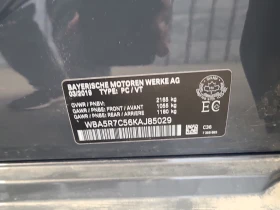 BAYERISCHE MOTOREN WERKE AG
03/2019 TYPE: PC / VT
GVWR / PNBV: 2155 kg
GAWR / PNBE: FRONT / AVANT / 1055 kg
GAWR / PNBE: REAR / ARRIERE / 1180 kg
EC
WBA5R7C56KAJ85029
C36